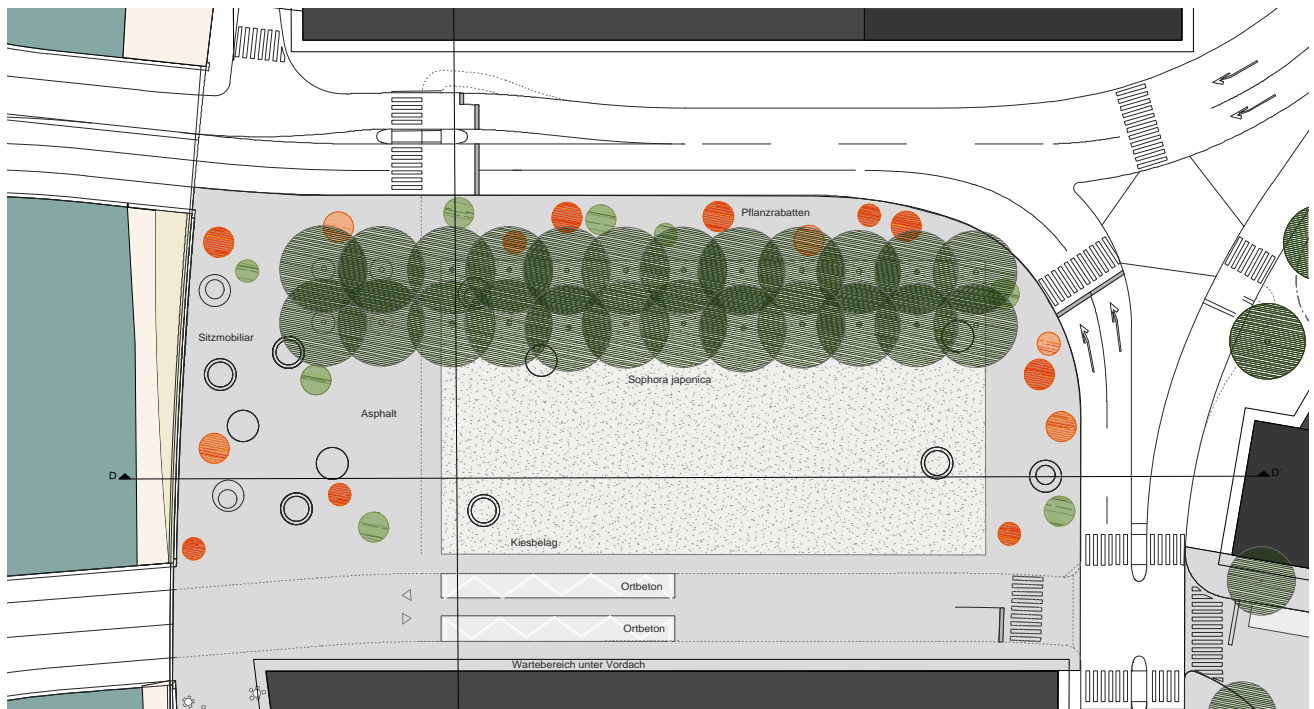 Pflanzrabatten
Sitzmobiliar
Sophora japonica
Asphalt
D
D'
Kiesbelag
Ortbeton
Ortbeton
Wartebereich unter Vordach